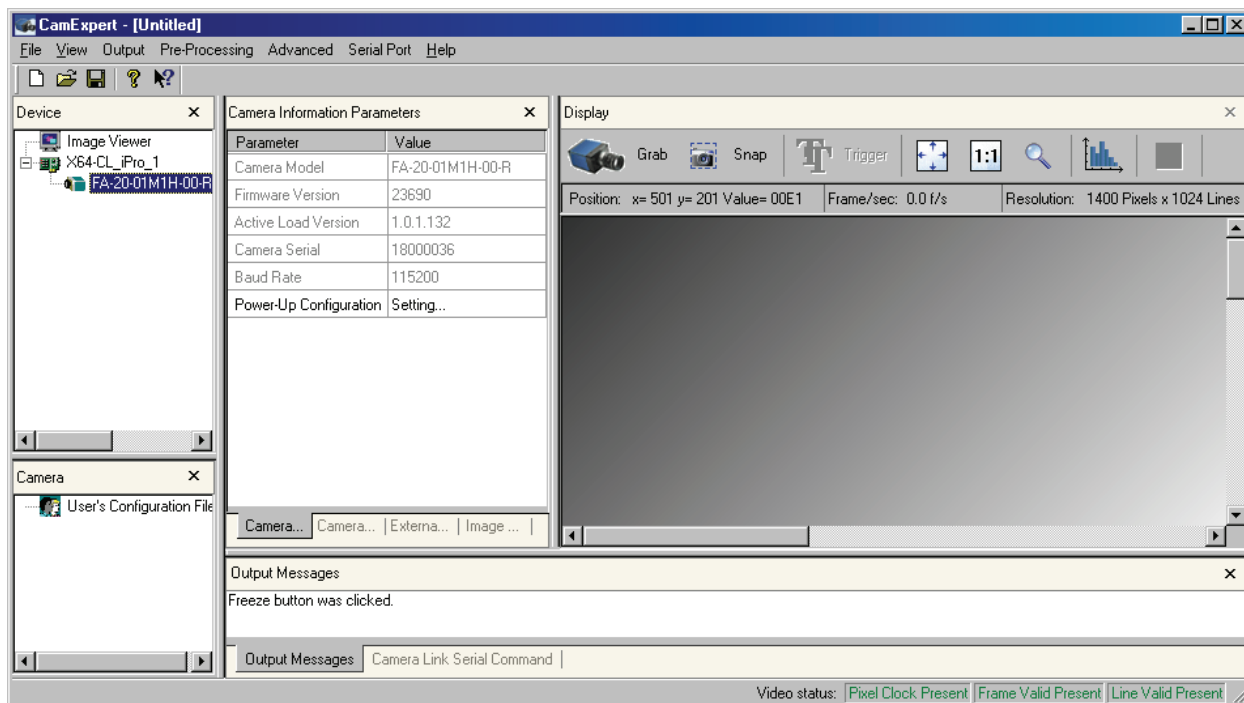 CamExpert - [Untitled]
File View Output Pre-Processing Advanced Serial Port Help
Device
Image Viewer
X64-CL_iPro_1
FA-20-01M1H-00-R
Camera
User's Configuration File
Camera Information Parameters
Parameter Value
Camera Model FA-20-01M1H-00-R
Firmware Version 23690
Active Load Version 1.0.1.132
Camera Serial 18000036
Baud Rate 115200
Power-Up Configuration Setting...
Camera... Camera... Externa... Image ...
Display
Grab Snap Trigger 1:1
Position: x= 501 y= 201 Value= 00E1 Frame/sec: 0.0 f/s Resolution: 1400 Pixels x 1024 Lines
Output Messages
Freeze button was clicked.
Output Messages Camera Link Serial Command
Video status: Pixel Clock Present Frame Valid Present Line Valid Present